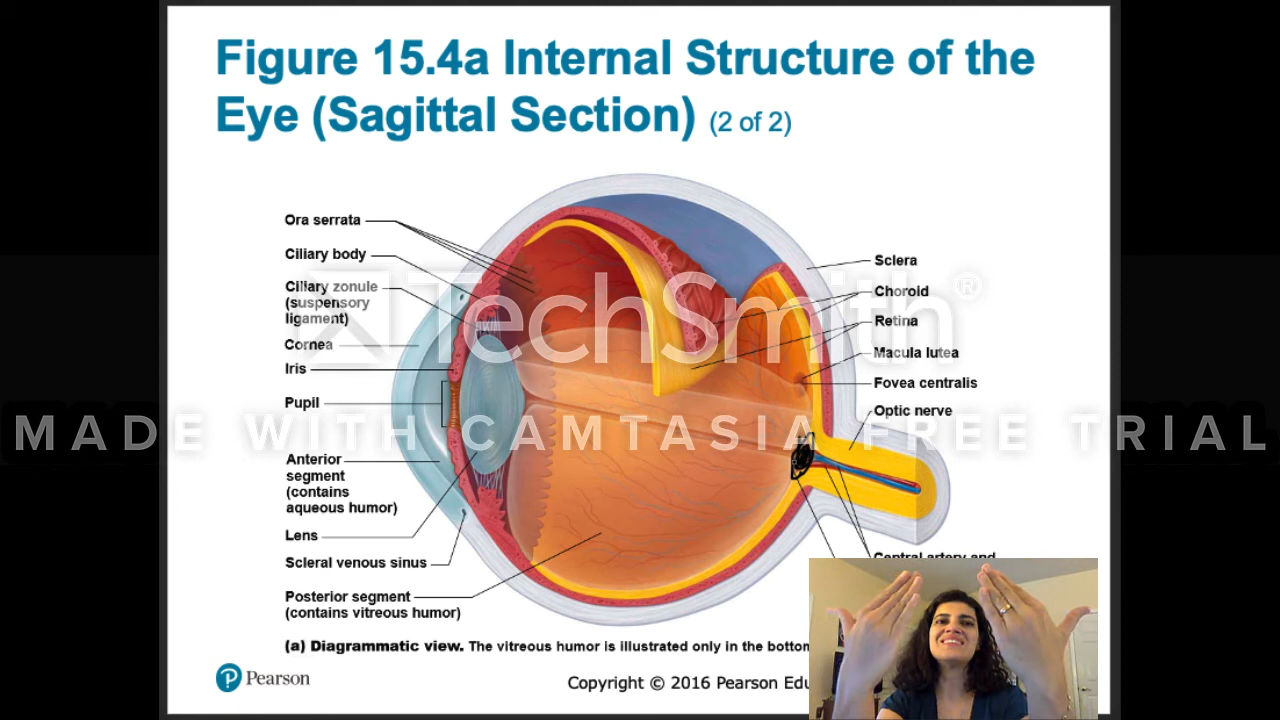 Figure 15.4a Internal Structure of the
Eye (Sagittal Section) (2 of 2)
Ora serrata
Ciliary body
Ciliary zonule
(suspensory
ligament)
Cornea
Iris
Pupil
Anterior
segment
(contains
aqueous humor)
Lens
Scleral venous sinus
Posterior segment
(contains vitreous humor)
Sclera
Choroid
Retina
Macula lutea
Fovea centralis
Optic nerve
Central artery and
TechSmith®
MADE WITH CAMTASIA FREE TRIAL
(a) Diagrammatic view. The vitreous humor is illustrated only in the bottom
Pearson
Copyright © 2016 Pearson